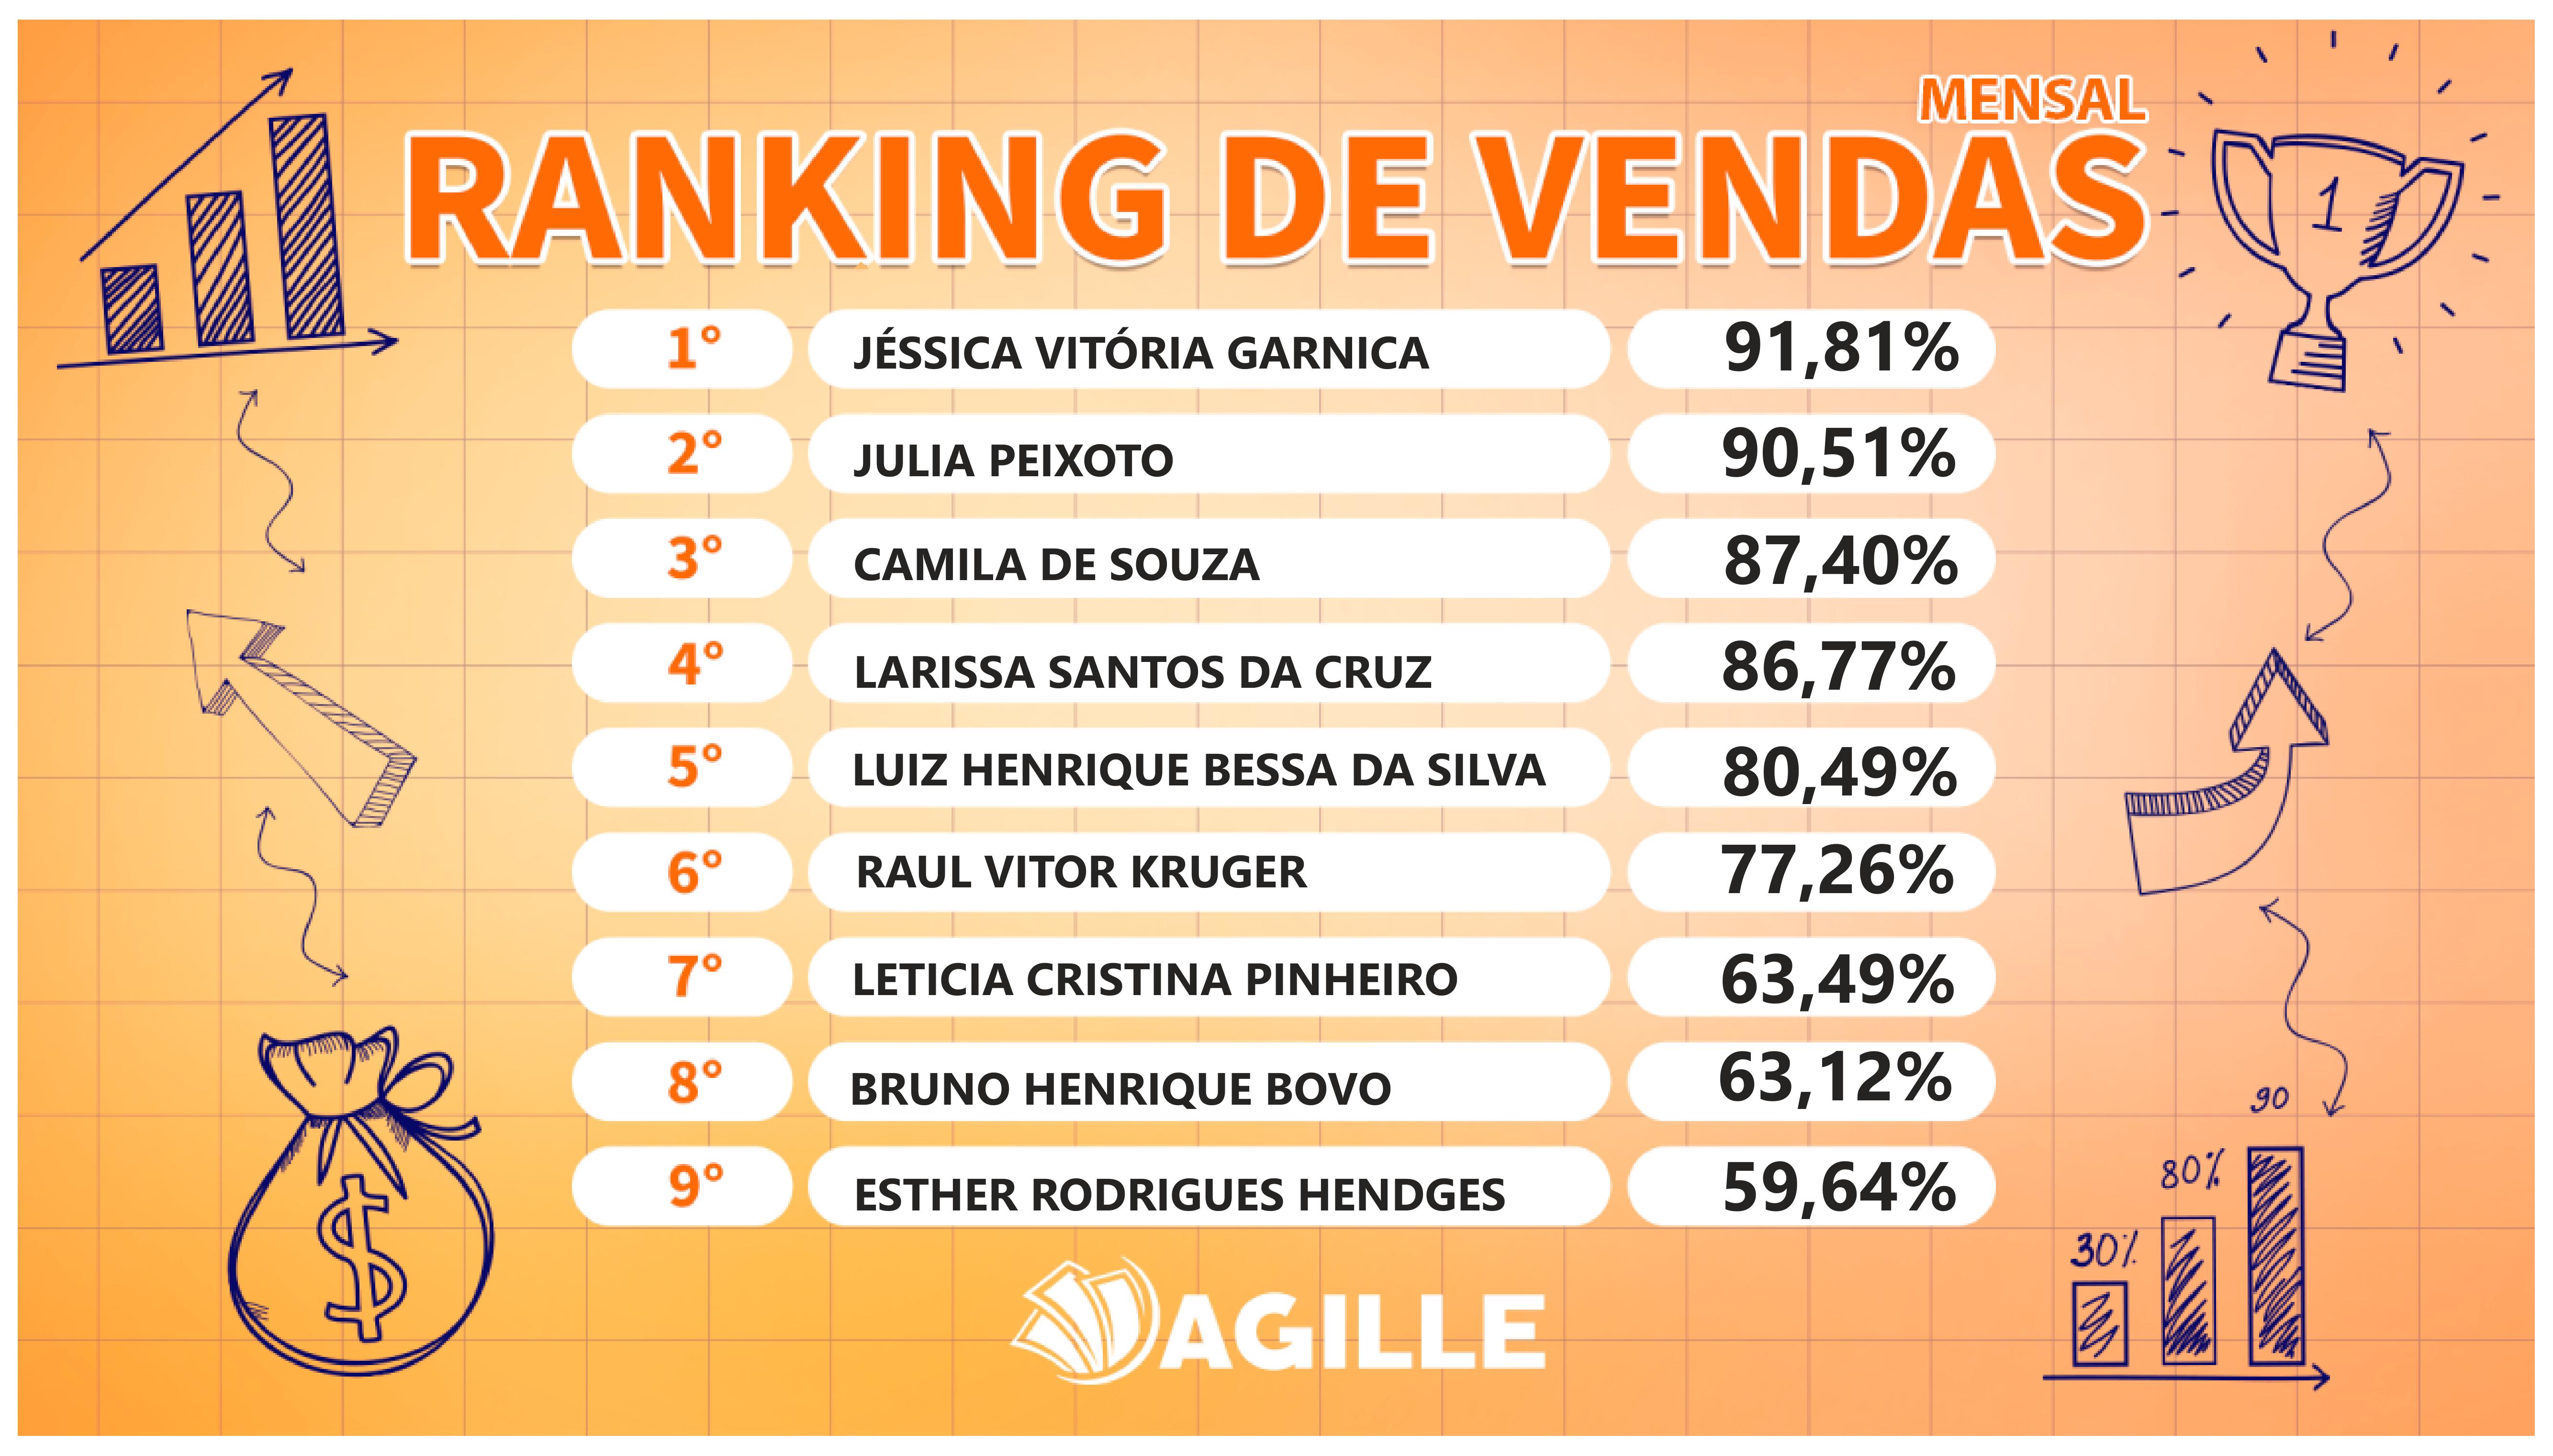 MENSAL
RANKING DE VENDAS
1
1° JÉSSICA VITÓRIA GARNICA 91,81%
2° JULIA PEIXOTO 90,51%
3° CAMILA DE SOUZA 87,40%
4° LARISSA SANTOS DA CRUZ 86,77%
5° LUIZ HENRIQUE BESSA DA SILVA 80,49%
6° RAUL VITOR KRUGER 77,26%
7° LETICIA CRISTINA PINHEIRO 63,49%
8° BRUNO HENRIQUE BOVO 63,12%
9° ESTHER RODRIGUES HENDGES 59,64%
$
90
80%
30%
AGILLE